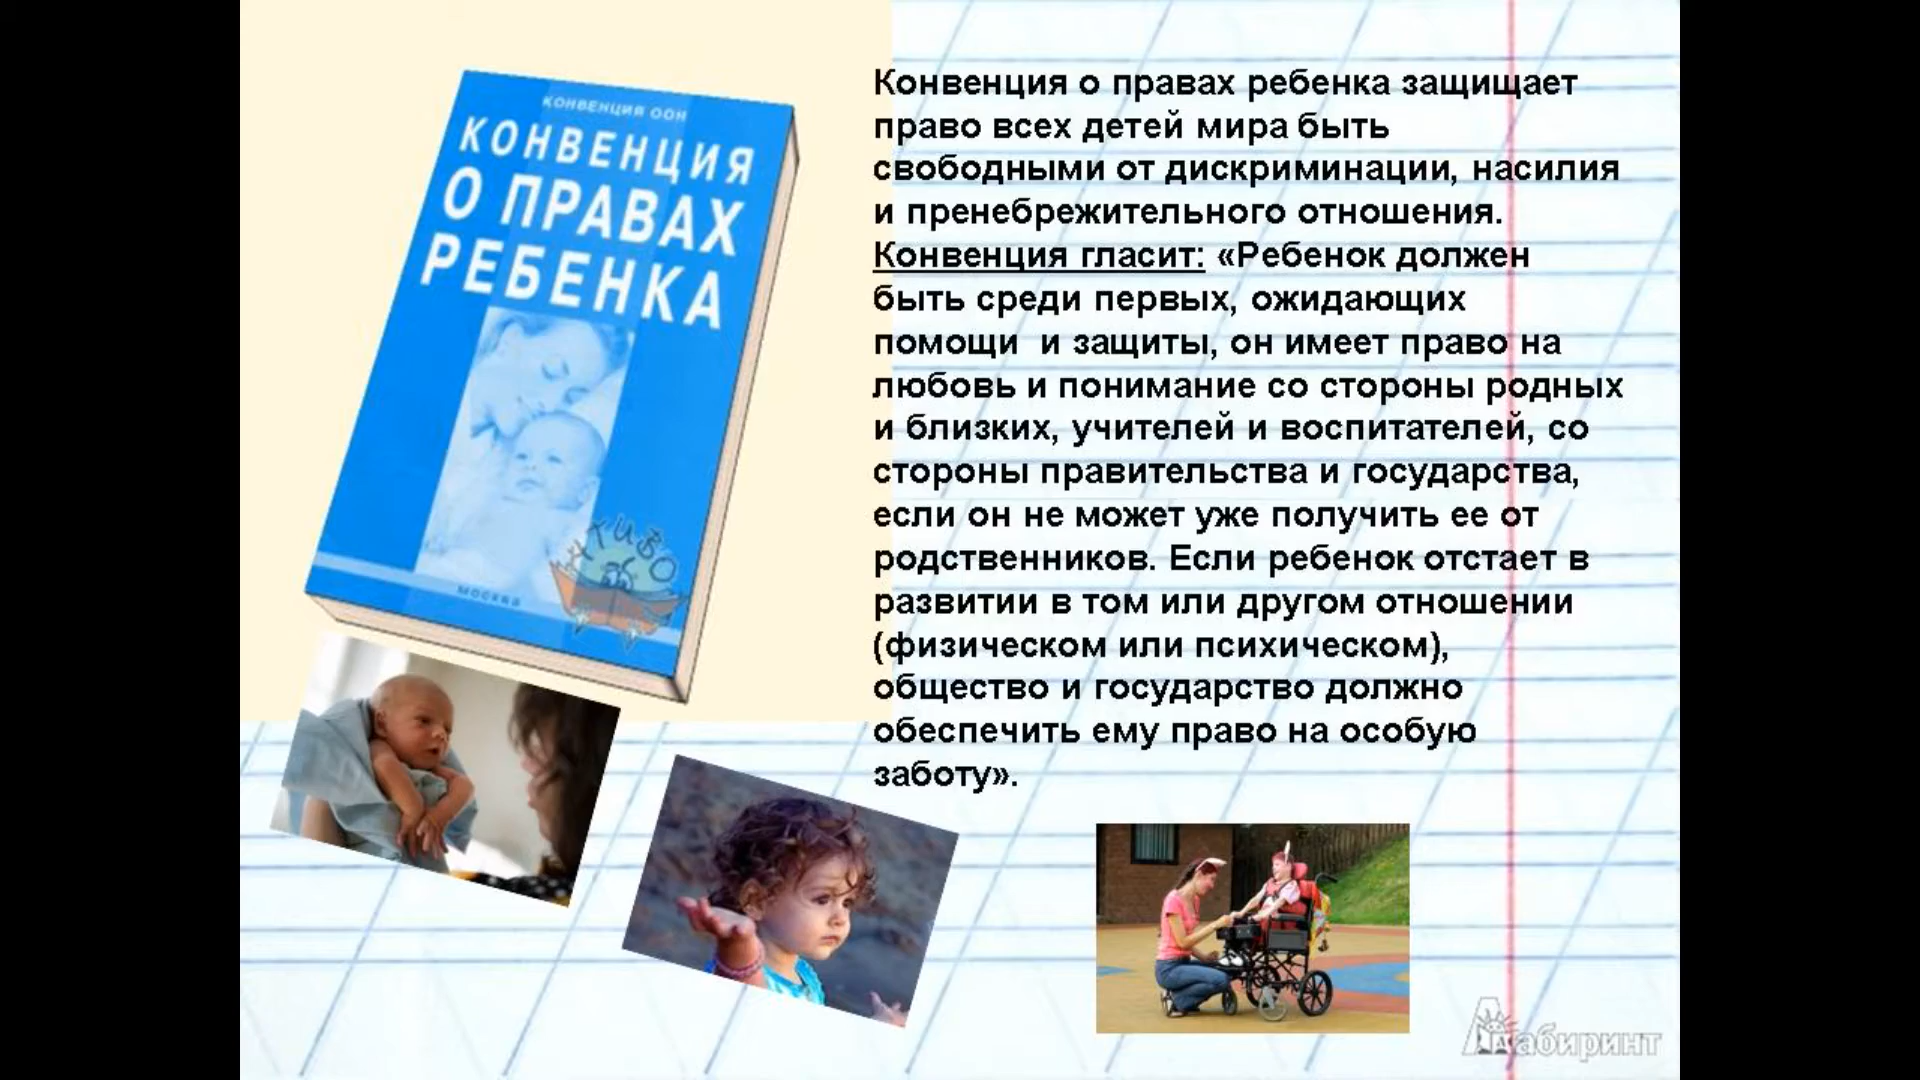 КОНВЕНЦИЯ ООН
КОНВЕНЦИЯ
О ПРАВАХ
РЕБЕНКА
ЧТИВО
МОСКВА
Конвенция о правах ребенка защищает
право всех детей мира быть
свободными от дискриминации, насилия
и пренебрежительного отношения.
Конвенция гласит: «Ребенок должен
быть среди первых, ожидающих
помощи и защиты, он имеет право на
любовь и понимание со стороны родных
и близких, учителей и воспитателей, со
стороны правительства и государства,
если он не может уже получить ее от
родственников. Если ребенок отстает в
развитии в том или другом отношении
(физическом или психическом),
общество и государство должно
обеспечить ему право на особую
заботу».
Лабиринт